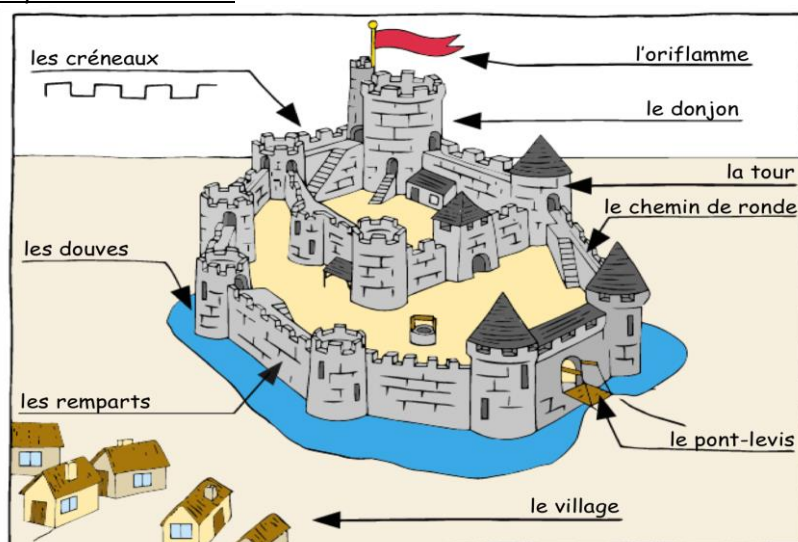 les créneaux
l'oriflamme
le donjon
la tour
le chemin de ronde
les douves
les remparts
le pont-levis
le village